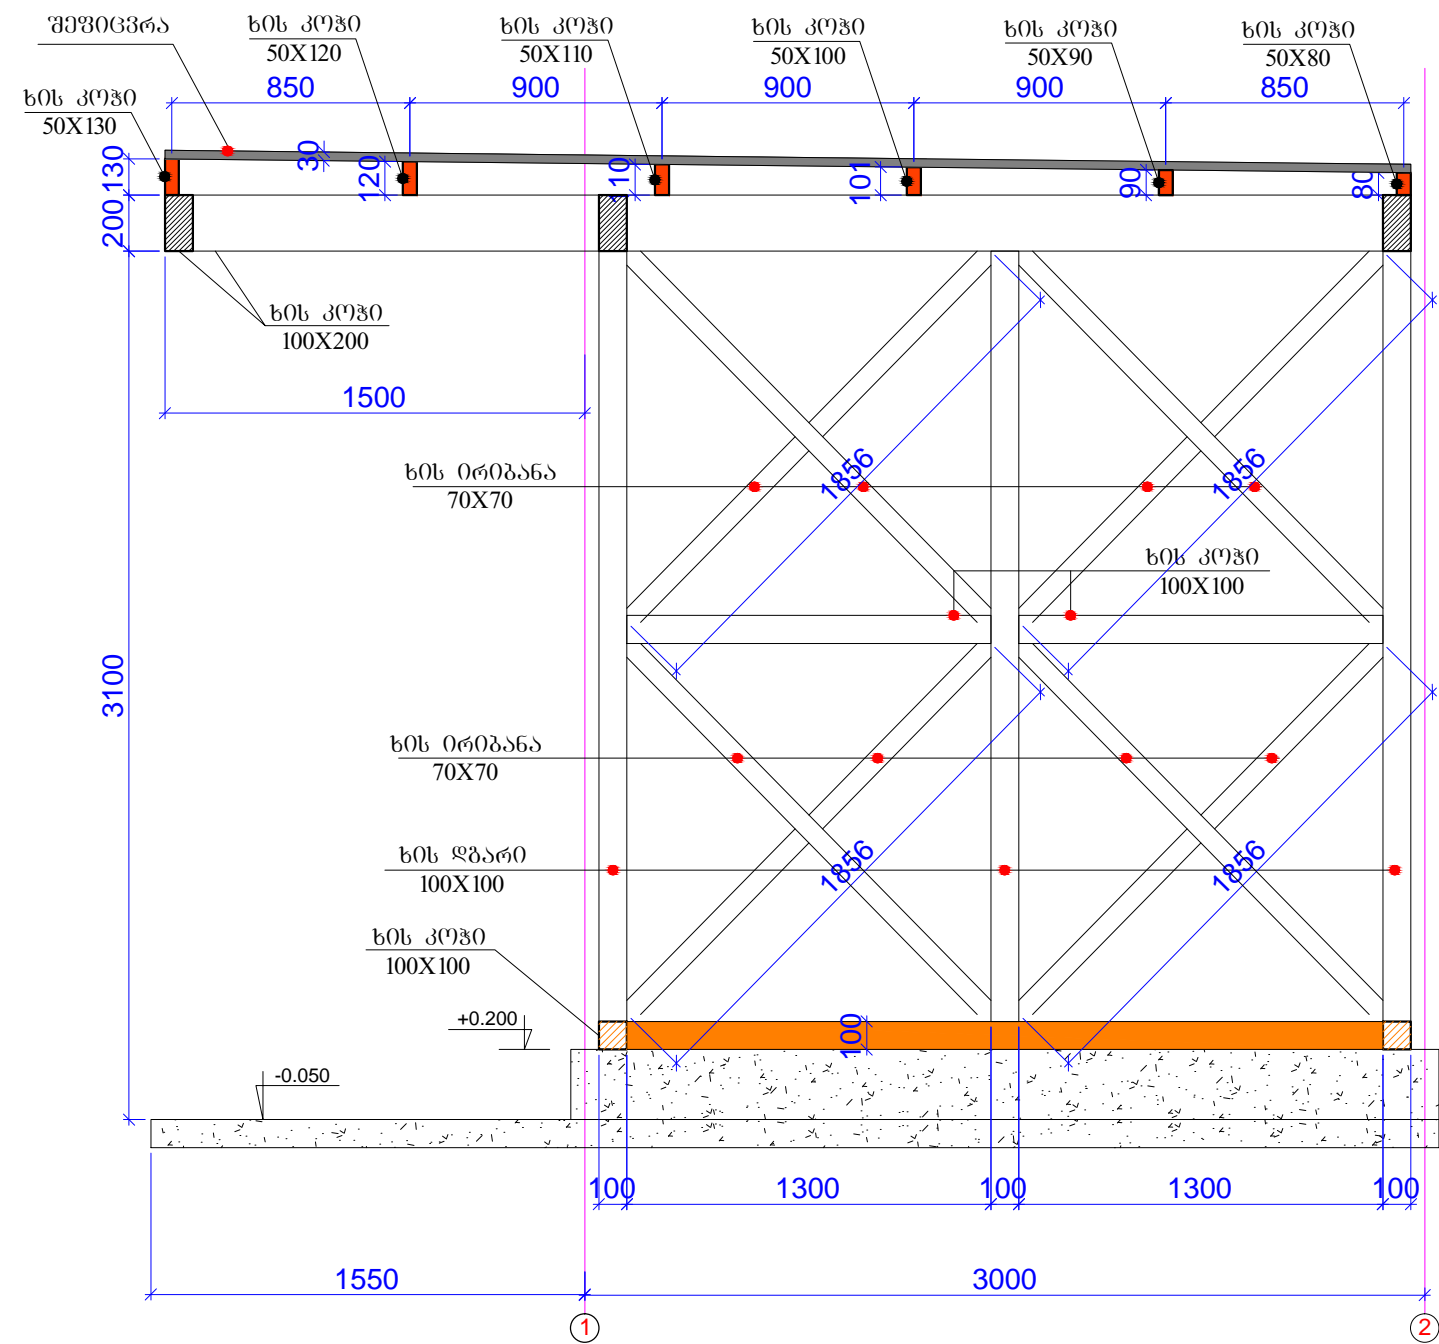 შეფიცვრა
ხის კოჭი
50X120
ხის კოჭი
50X110
ხის კოჭი
50X100
ხის კოჭი
50X90
ხის კოჭი
50X80
850
900
900
900
850
ხის კოჭი
50X130
130
30
120
110
101
90
80
200
ხის კოჭი
100X200
1500
ხის ირიბანა
70X70
1856
1856
ხის კოჭი
100X100
3100
ხის ირიბანა
70X70
ხის დგარი
100X100
1856
1856
ხის კოჭი
100X100
+0.200
100
-0.050
100
1300
100
1300
100
1550
3000
1
2